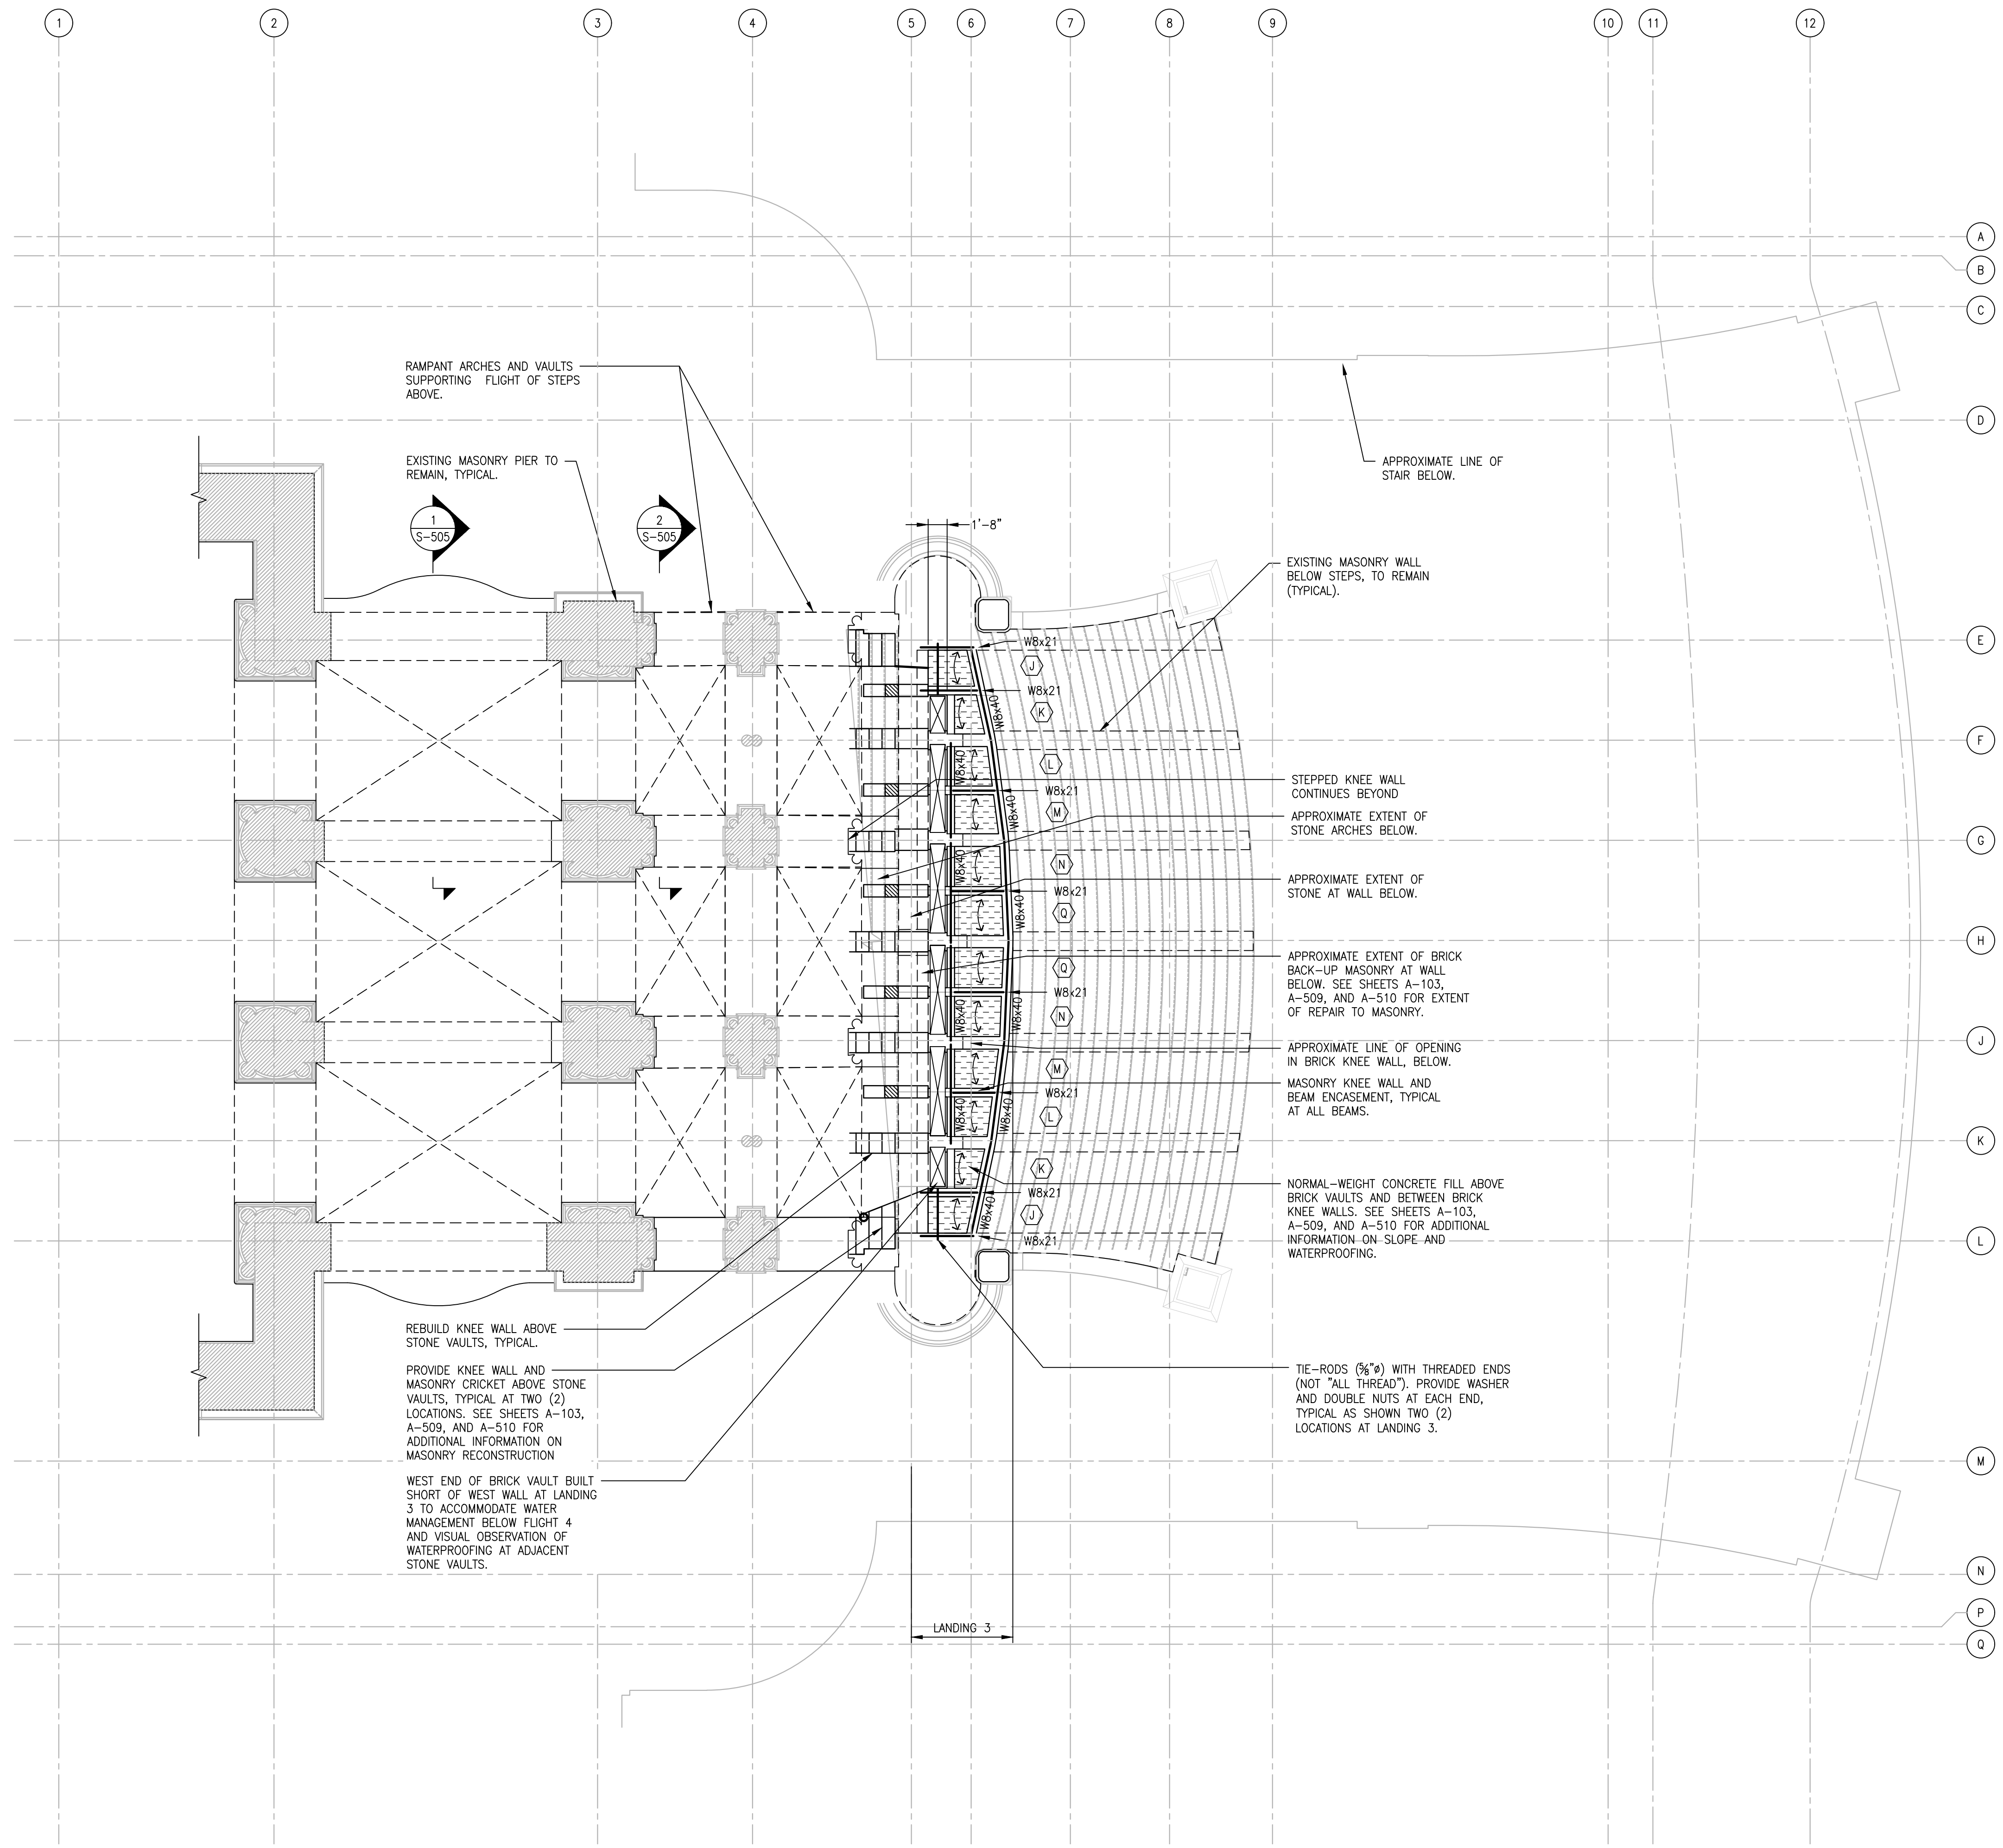 1
2
3
4
5
6
7
8
9
10
11
12
A
B
C
D
E
F
G
H
J
K
L
M
N
P
Q
RAMPANT ARCHES AND VAULTS
SUPPORTING FLIGHT OF STEPS
ABOVE.
EXISTING MASONRY PIER TO
REMAIN, TYPICAL.
1
S-505
2
S-505
1'-8"
APPROXIMATE LINE OF
STAIR BELOW.
EXISTING MASONRY WALL
BELOW STEPS, TO REMAIN
(TYPICAL).
W8x21
J
W8x21
W8x40
K
W8x40
L
W8x21
W8x40
M
W8x40
N
W8x21
W8x40
Q
Q
W8x21
W8x40
W8x40
N
M
W8x21
W8x40
W8x40
L
K
W8x21
W8x40
J
W8x21
STEPPED KNEE WALL
CONTINUES BEYOND
APPROXIMATE EXTENT OF
STONE ARCHES BELOW.
APPROXIMATE EXTENT OF
STONE AT WALL BELOW.
APPROXIMATE EXTENT OF BRICK
BACK-UP MASONRY AT WALL
BELOW. SEE SHEETS A-103,
A-509, AND A-510 FOR EXTENT
OF REPAIR TO MASONRY.
APPROXIMATE LINE OF OPENING
IN BRICK KNEE WALL, BELOW.
MASONRY KNEE WALL AND
BEAM ENCASEMENT, TYPICAL
AT ALL BEAMS.
NORMAL-WEIGHT CONCRETE FILL ABOVE
BRICK VAULTS AND BETWEEN BRICK
KNEE WALLS. SEE SHEETS A-103,
A-509, AND A-510 FOR ADDITIONAL
INFORMATION ON SLOPE AND
WATERPROOFING.
TIE-RODS (⅝"ø) WITH THREADED ENDS
(NOT "ALL THREAD"). PROVIDE WASHER
AND DOUBLE NUTS AT EACH END,
TYPICAL AS SHOWN TWO (2)
LOCATIONS AT LANDING 3.
REBUILD KNEE WALL ABOVE
STONE VAULTS, TYPICAL.
PROVIDE KNEE WALL AND
MASONRY CRICKET ABOVE STONE
VAULTS, TYPICAL AT TWO (2)
LOCATIONS. SEE SHEETS A-103,
A-509, AND A-510 FOR
ADDITIONAL INFORMATION ON
MASONRY RECONSTRUCTION
WEST END OF BRICK VAULT BUILT
SHORT OF WEST WALL AT LANDING
3 TO ACCOMMODATE WATER
MANAGEMENT BELOW FLIGHT 4
AND VISUAL OBSERVATION OF
WATERPROOFING AT ADJACENT
STONE VAULTS.
LANDING 3